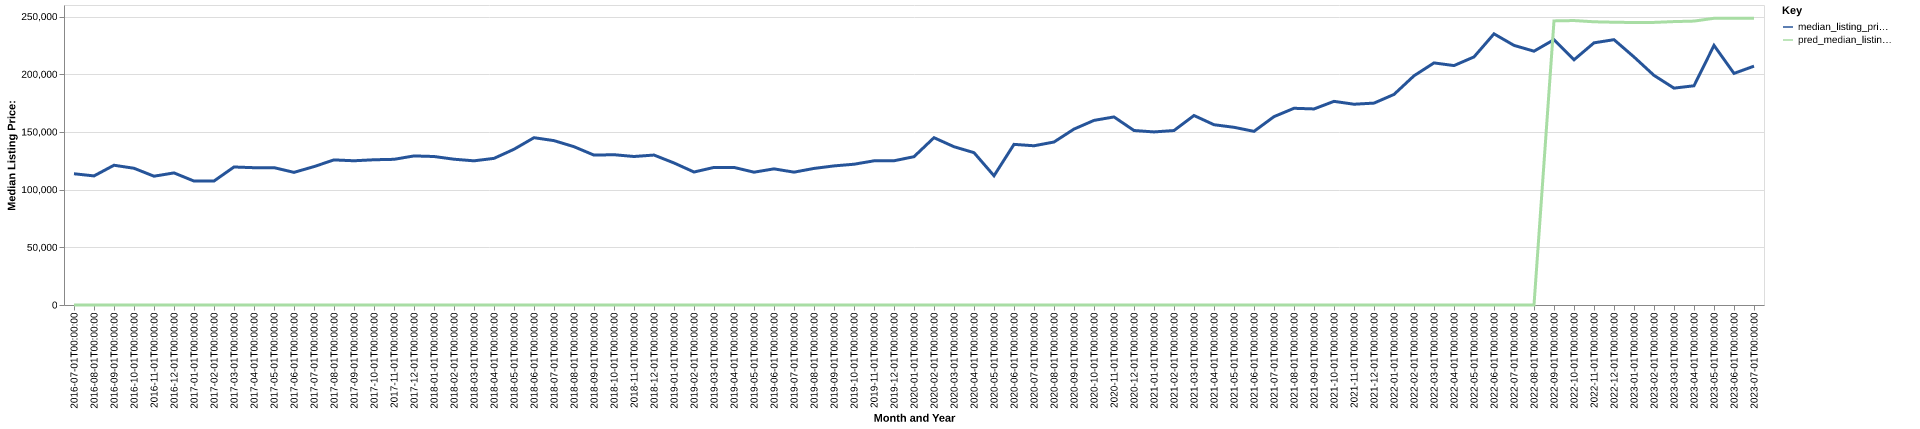 Median Listing Price:
250,000
200,000
150,000
100,000
50,000
0
2016-07-01T00:00:00
2016-08-01T00:00:00
2016-09-01T00:00:00
2016-10-01T00:00:00
2016-11-01T00:00:00
2016-12-01T00:00:00
2017-01-01T00:00:00
2017-02-01T00:00:00
2017-03-01T00:00:00
2017-04-01T00:00:00
2017-05-01T00:00:00
2017-06-01T00:00:00
2017-07-01T00:00:00
2017-08-01T00:00:00
2017-09-01T00:00:00
2017-10-01T00:00:00
2017-11-01T00:00:00
2017-12-01T00:00:00
2018-01-01T00:00:00
2018-02-01T00:00:00
2018-03-01T00:00:00
2018-04-01T00:00:00
2018-05-01T00:00:00
2018-06-01T00:00:00
2018-07-01T00:00:00
2018-08-01T00:00:00
2018-09-01T00:00:00
2018-10-01T00:00:00
2018-11-01T00:00:00
2018-12-01T00:00:00
2019-01-01T00:00:00
2019-02-01T00:00:00
2019-03-01T00:00:00
2019-04-01T00:00:00
2019-05-01T00:00:00
2019-06-01T00:00:00
2019-07-01T00:00:00
2019-08-01T00:00:00
2019-09-01T00:00:00
2019-10-01T00:00:00
2019-11-01T00:00:00
2019-12-01T00:00:00
2020-01-01T00:00:00
2020-02-01T00:00:00
2020-03-01T00:00:00
2020-04-01T00:00:00
2020-05-01T00:00:00
2020-06-01T00:00:00
2020-07-01T00:00:00
2020-08-01T00:00:00
2020-09-01T00:00:00
2020-10-01T00:00:00
2020-11-01T00:00:00
2020-12-01T00:00:00
2021-01-01T00:00:00
2021-02-01T00:00:00
2021-03-01T00:00:00
2021-04-01T00:00:00
2021-05-01T00:00:00
2021-06-01T00:00:00
2021-07-01T00:00:00
2021-08-01T00:00:00
2021-09-01T00:00:00
2021-10-01T00:00:00
2021-11-01T00:00:00
2021-12-01T00:00:00
2022-01-01T00:00:00
2022-02-01T00:00:00
2022-03-01T00:00:00
2022-04-01T00:00:00
2022-05-01T00:00:00
2022-06-01T00:00:00
2022-07-01T00:00:00
2022-08-01T00:00:00
2022-09-01T00:00:00
2022-10-01T00:00:00
2022-11-01T00:00:00
2022-12-01T00:00:00
2023-01-01T00:00:00
2023-02-01T00:00:00
2023-03-01T00:00:00
2023-04-01T00:00:00
2023-05-01T00:00:00
2023-06-01T00:00:00
2023-07-01T00:00:00
Month and Year
Key
median_listing_pri…
pred_median_listin…